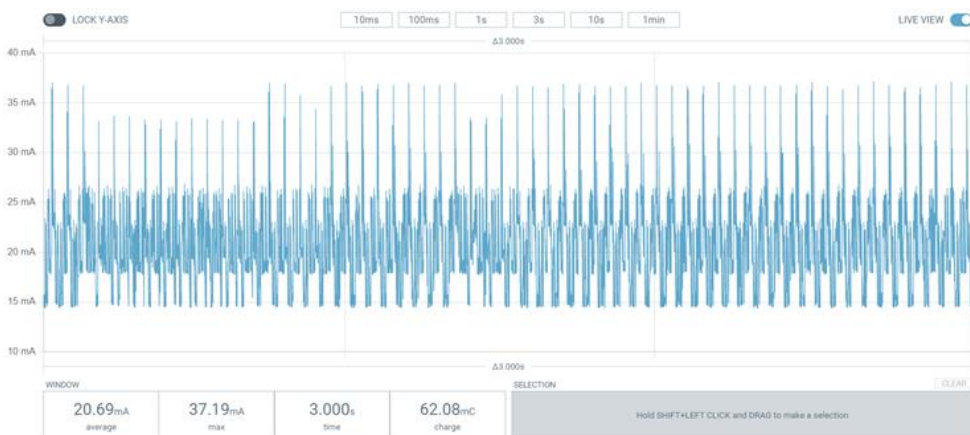 LOCK Y-AXIS 10ms 100ms 1s 3s 10s 1min LIVE VIEW
Δ3.000s
40 mA
35 mA
30 mA
25 mA
20 mA
15 mA
10 mA
Δ3.000s
WINDOW SELECTION CLEAR
20.69mA 37.19mA 3.000s 62.08mC
average max time charge
Hold SHIFT+LEFT CLICK and DRAG to make a selection